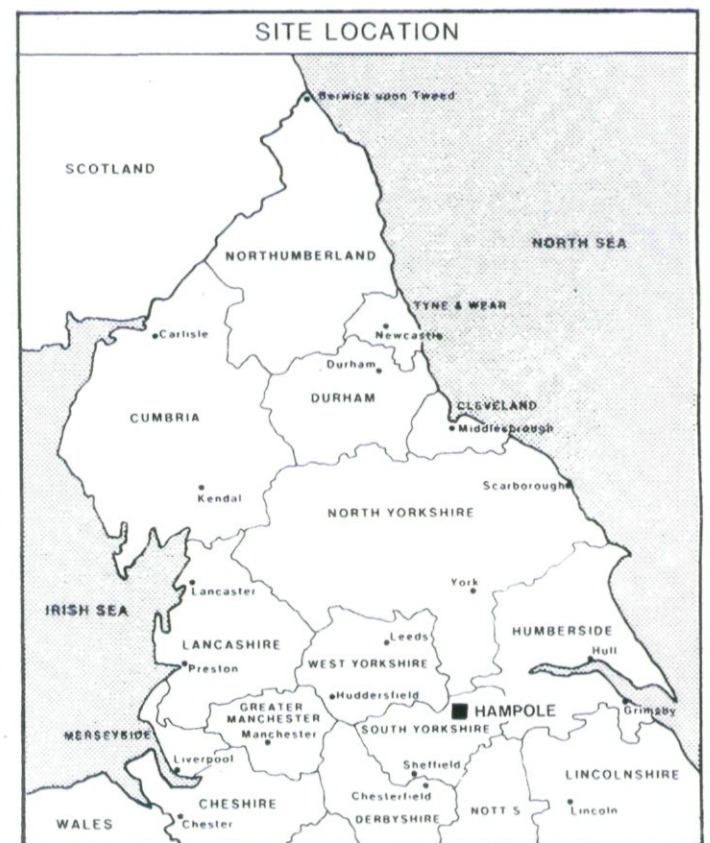 SITE LOCATION
Berwick upon Tweed
SCOTLAND
NORTH SEA
NORTHUMBERLAND
TYNE & WEAR
Carlisle
Newcastle
Durham
DURHAM
CLEVELAND
CUMBRIA
Middlesbrough
Kendal
Scarborough
NORTH YORKSHIRE
York
Lancaster
IRISH SEA
HUMBERSIDE
Leeds
LANCASHIRE
Hull
WEST YORKSHIRE
Preston
Huddersfield
GREATER
MANCHESTER
HAMPOLE
Grimsby
SOUTH YORKSHIRE
MERSEYSIDE
Manchester
Liverpool
Sheffield
LINCOLNSHIRE
CHESHIRE
Chesterfield
NOTT S
Lincoln
DERBYSHIRE
WALES
Chester